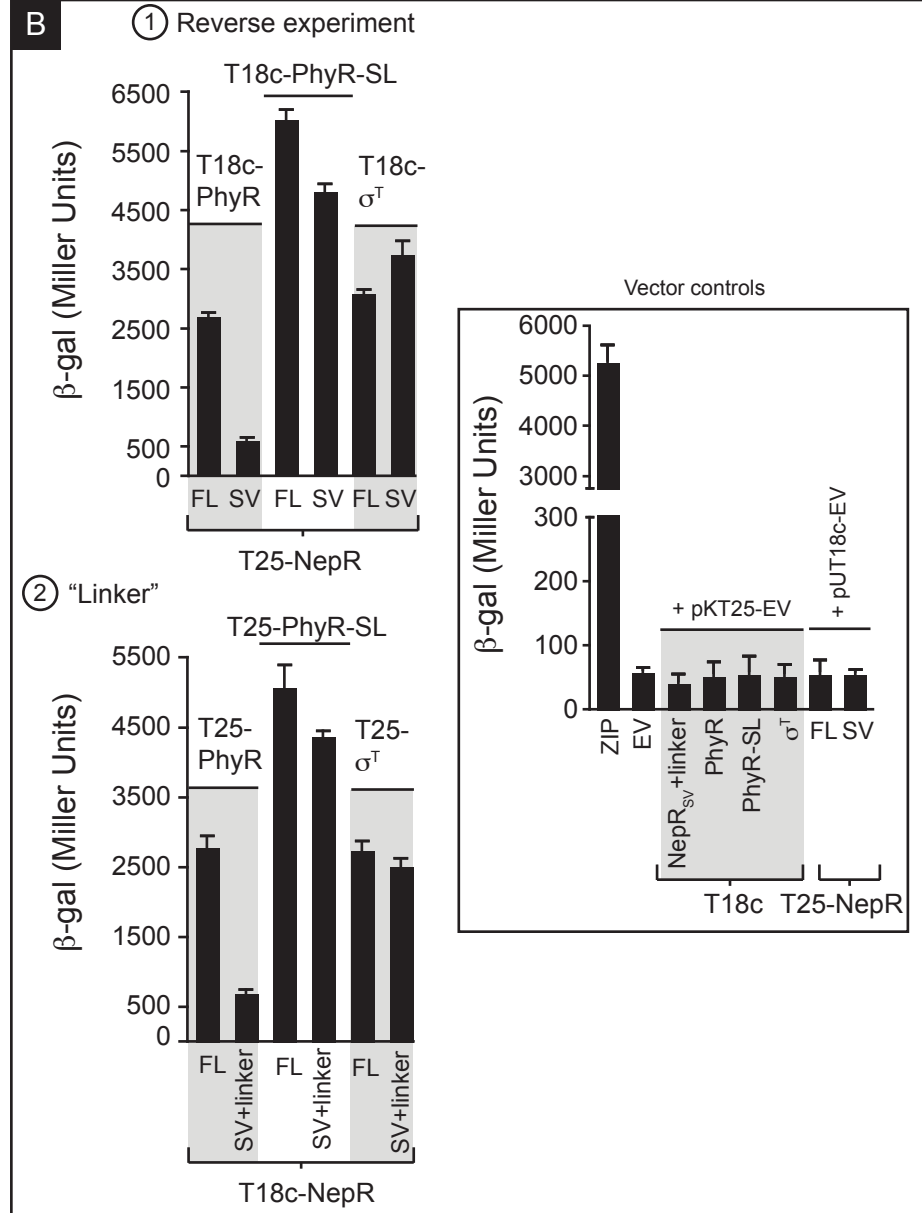 B
1 Reverse experiment
T18c-PhyR-SL
T18c-
PhyR
T18c-
σᵀ
β-gal (Miller Units)
6500
5500
4500
3500
2500
1500
500
0
FL SV FL SV FL SV
T25-NepR
2 “Linker”
T25-PhyR-SL
T25-
PhyR
T25-
σᵀ
β-gal (Miller Units)
5500
4500
3500
2500
1500
500
0
FL SV+linker FL SV+linker FL SV+linker
T18c-NepR
Vector controls
β-gal (Miller Units)
6000
5000
4000
3000
300
200
100
0
+ pKT25-EV
+ pUT18c-EV
ZIP EV NepRSV+linker PhyR PhyR-SL σᵀ FL SV
T18c T25-NepR